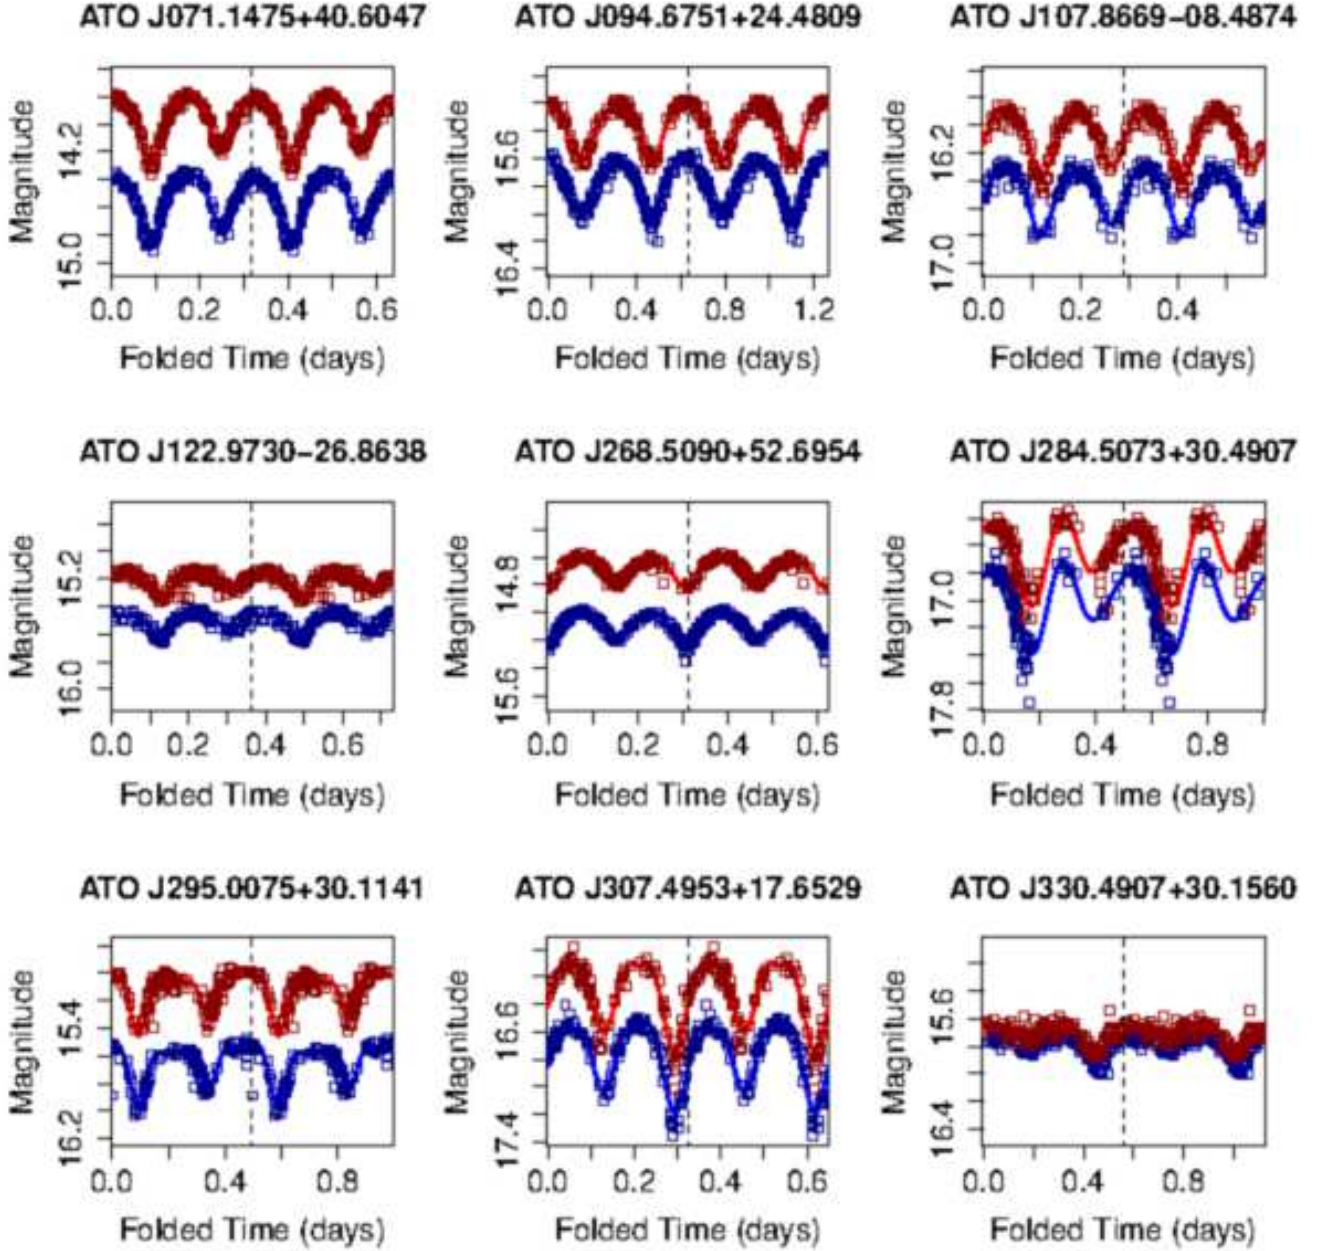 ATO J071.1475+40.6047
Magnitude
14.2
15.0
0.0 0.2 0.4 0.6
Folded Time (days)
ATO J094.6751+24.4809
Magnitude
15.6
16.4
0.0 0.4 0.8 1.2
Folded Time (days)
ATO J107.8669−08.4874
Magnitude
16.2
17.0
0.0 0.2 0.4
Folded Time (days)
ATO J122.9730−26.8638
Magnitude
15.2
16.0
0.0 0.2 0.4 0.6
Folded Time (days)
ATO J268.5090+52.6954
Magnitude
14.8
15.6
0.0 0.2 0.4 0.6
Folded Time (days)
ATO J284.5073+30.4907
Magnitude
17.0
17.8
0.0 0.4 0.8
Folded Time (days)
ATO J295.0075+30.1141
Magnitude
15.4
16.2
0.0 0.4 0.8
Folded Time (days)
ATO J307.4953+17.6529
Magnitude
16.6
17.4
0.0 0.2 0.4 0.6
Folded Time (days)
ATO J330.4907+30.1560
Magnitude
15.6
16.4
0.0 0.4 0.8
Folded Time (days)